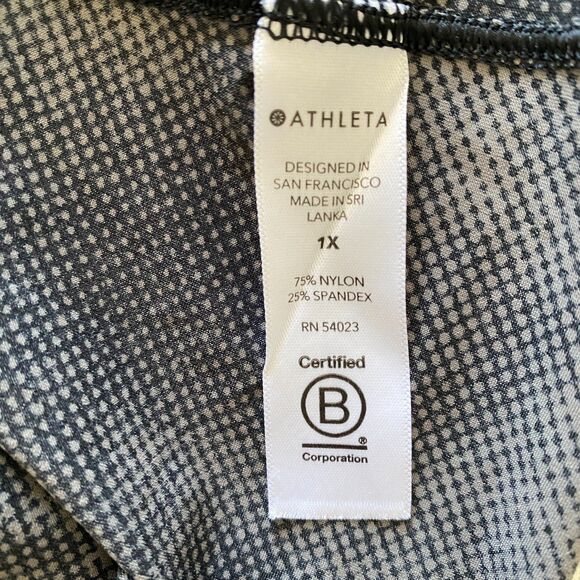 ATHLETA
DESIGNED IN
SAN FRANCISCO
MADE IN SRI
LANKA
1X
75% NYLON
25% SPANDEX
RN 54023
Certified
B
®
Corporation